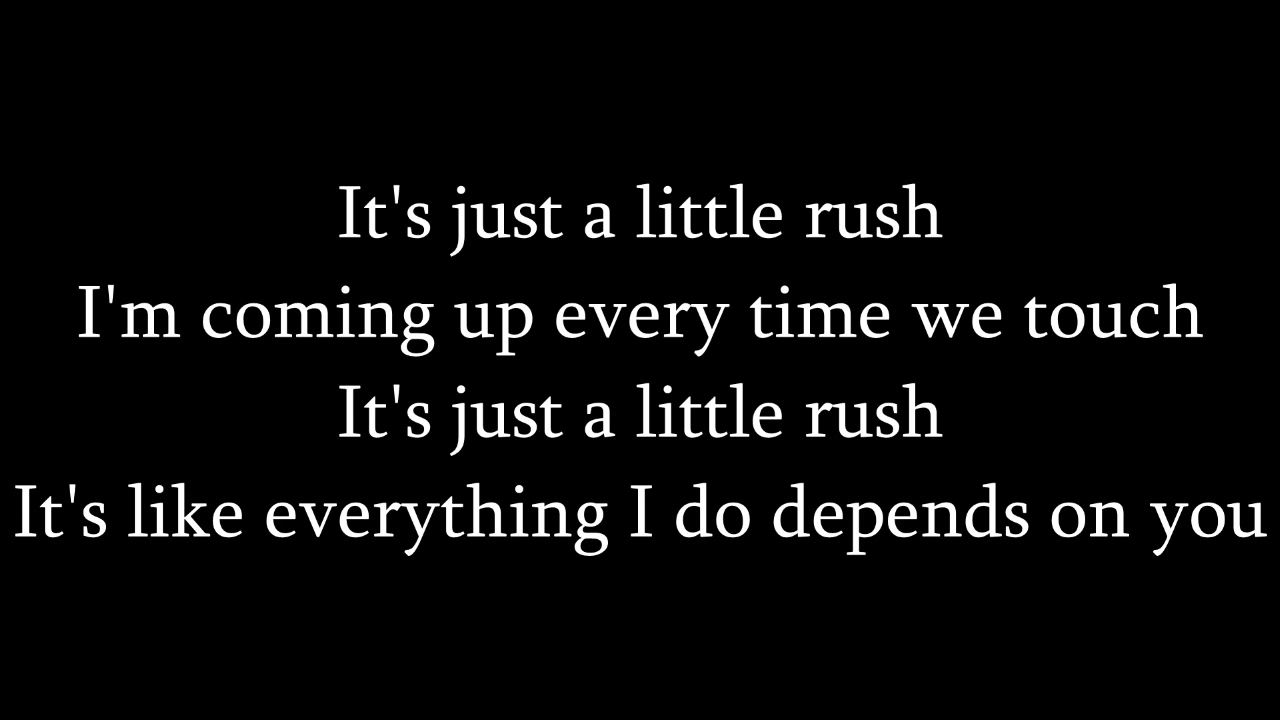 It's just a little rush
I'm coming up every time we touch
It's just a little rush
It's like everything I do depends on you